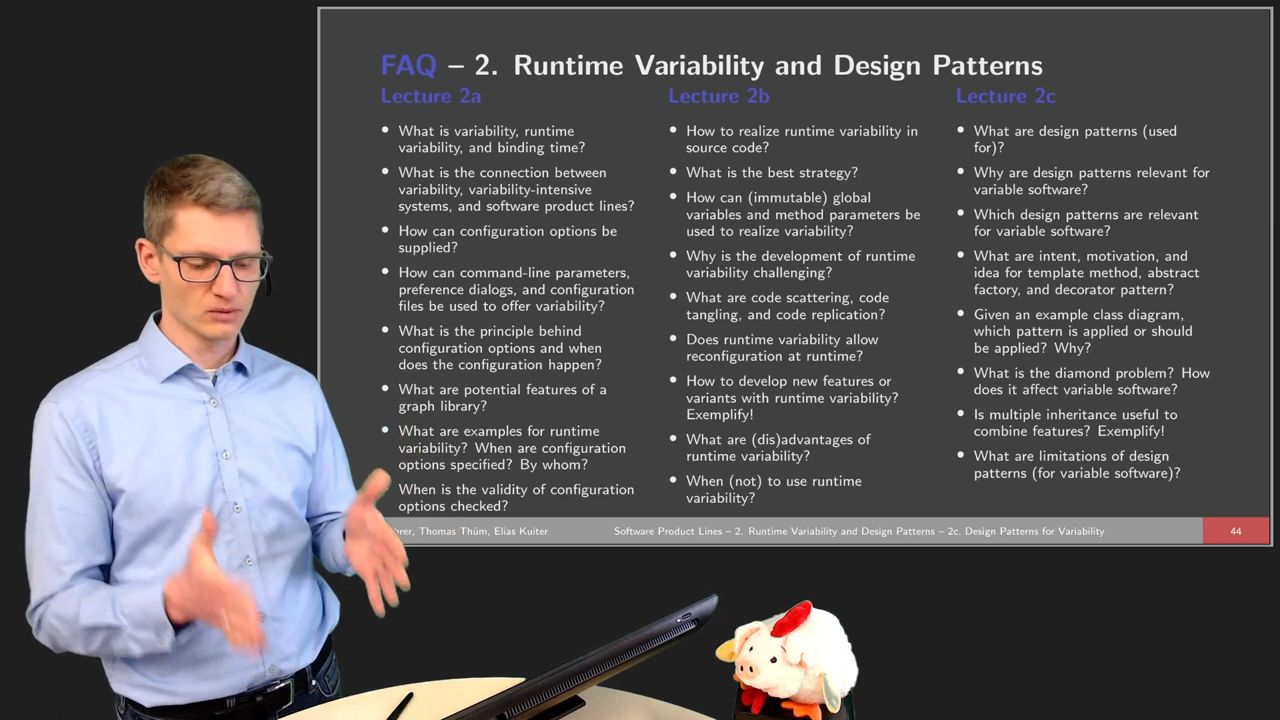 FAQ – 2. Runtime Variability and Design Patterns
Lecture 2a
What is variability, runtime
variability, and binding time?
What is the connection between
variability, variability-intensive
systems, and software product lines?
How can configuration options be
supplied?
How can command-line parameters,
preference dialogs, and configuration
files be used to offer variability?
What is the principle behind
configuration options and when
does the configuration happen?
What are potential features of a
graph library?
What are examples for runtime
variability? When are configuration
options specified? By whom?
When is the validity of configuration
options checked?
Lecture 2b
How to realize runtime variability in
source code?
What is the best strategy?
How can (immutable) global
variables and method parameters be
used to realize variability?
Why is the development of runtime
variability challenging?
What are code scattering, code
tangling, and code replication?
Does runtime variability allow
reconfiguration at runtime?
How to develop new features or
variants with runtime variability?
Exemplify!
What are (dis)advantages of
runtime variability?
When (not) to use runtime
variability?
Lecture 2c
What are design patterns (used
for)?
Why are design patterns relevant for
variable software?
Which design patterns are relevant
for variable software?
What are intent, motivation, and
idea for template method, abstract
factory, and decorator pattern?
Given an example class diagram,
which pattern is applied or should
be applied? Why?
What is the diamond problem? How
does it affect variable software?
Is multiple inheritance useful to
combine features? Exemplify!
What are limitations of design
patterns (for variable software)?
Thomas Thüm, Elias Kuiter
Software Product Lines – 2. Runtime Variability and Design Patterns – 2c. Design Patterns for Variability
44